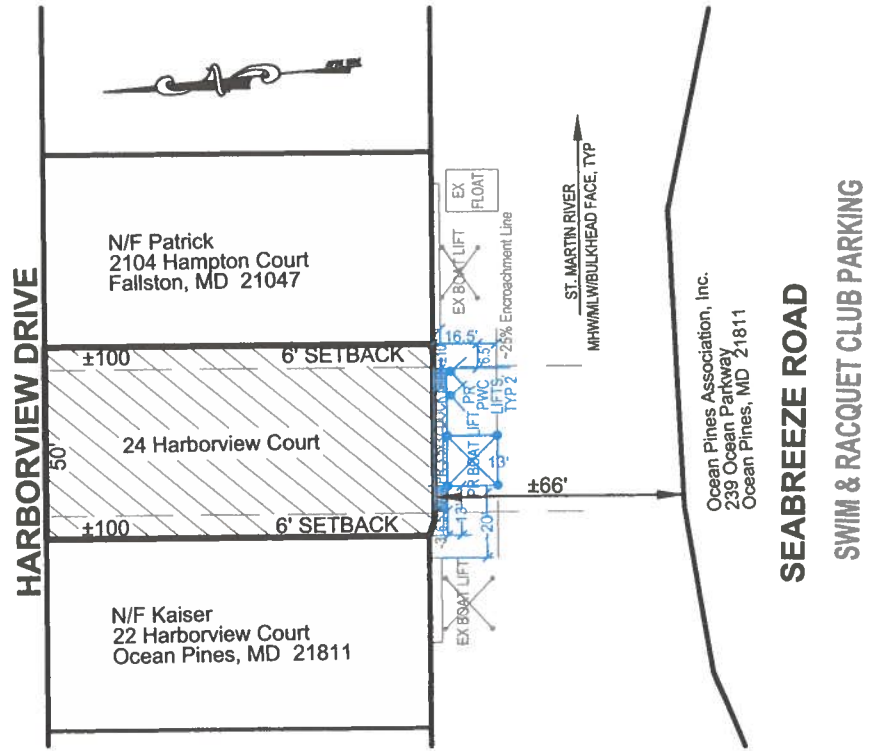 HARBORVIEW DRIVE
N/F Patrick
2104 Hampton Court
Fallston, MD 21047
±100
6' SETBACK
24 Harborview Court
50'
±100
6' SETBACK
N/F Kaiser
22 Harborview Court
Ocean Pines, MD 21811
EX
FLOAT
EX BOAT LIFT
~25% Encroachment Line
16.5'
6.5'
PR
PWC
LIFTS,
TYP 2
PR BOAT LIFT
13'
13'
~20'
EX BOAT LIFT
±66'
ST. MARTIN RIVER
MHW/MLW/BULKHEAD FACE, TYP
Ocean Pines Association, Inc.
239 Ocean Parkway
Ocean Pines, MD 21811
SEABREEZE ROAD
SWIM & RACQUET CLUB PARKING